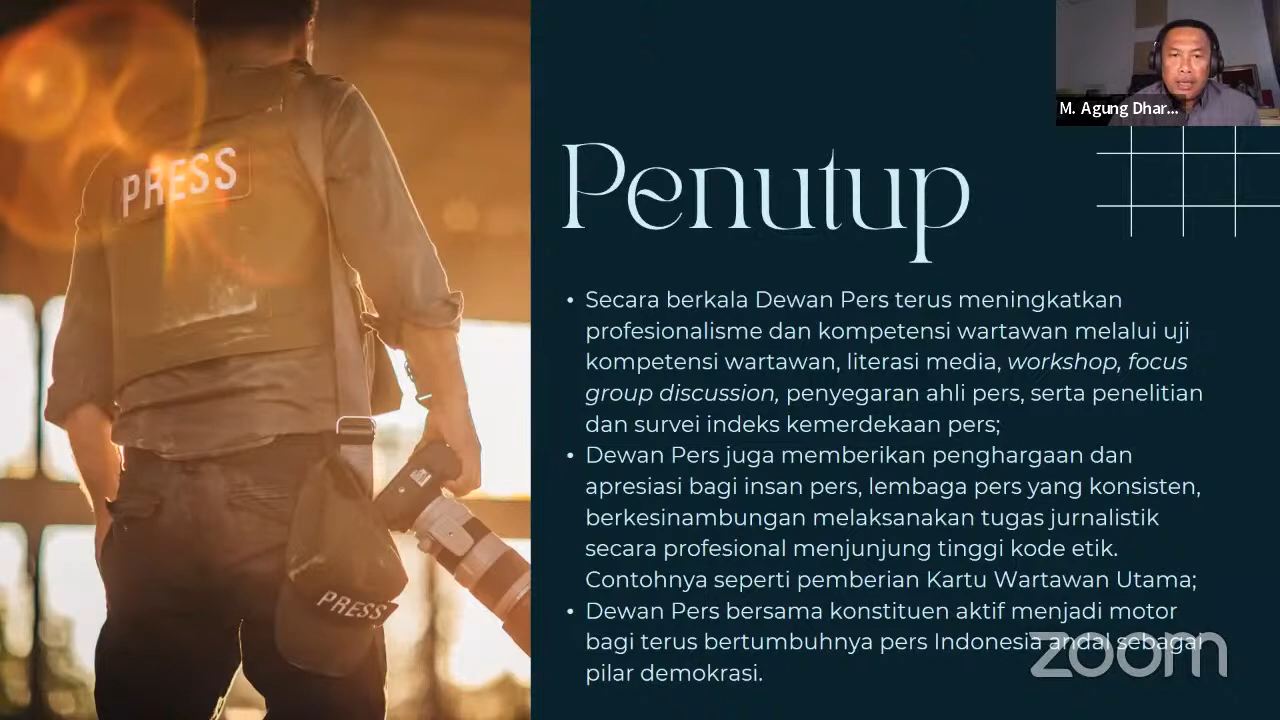 M. Agung Dhar...
PRESS
Penutup
• Secara berkala Dewan Pers terus meningkatkan
profesionalisme dan kompetensi wartawan melalui uji
kompetensi wartawan, literasi media, workshop, focus
group discussion, penyegaran ahli pers, serta penelitian
dan survei indeks kemerdekaan pers;
• Dewan Pers juga memberikan penghargaan dan
apresiasi bagi insan pers, lembaga pers yang konsisten,
berkesinambungan melaksanakan tugas jurnalistik
secara profesional menjunjung tinggi kode etik.
Contohnya seperti pemberian Kartu Wartawan Utama;
• Dewan Pers bersama konstituen aktif menjadi motor
bagi terus bertumbuhnya pers Indonesia andal sebagai
pilar demokrasi.
PRESS
zoom